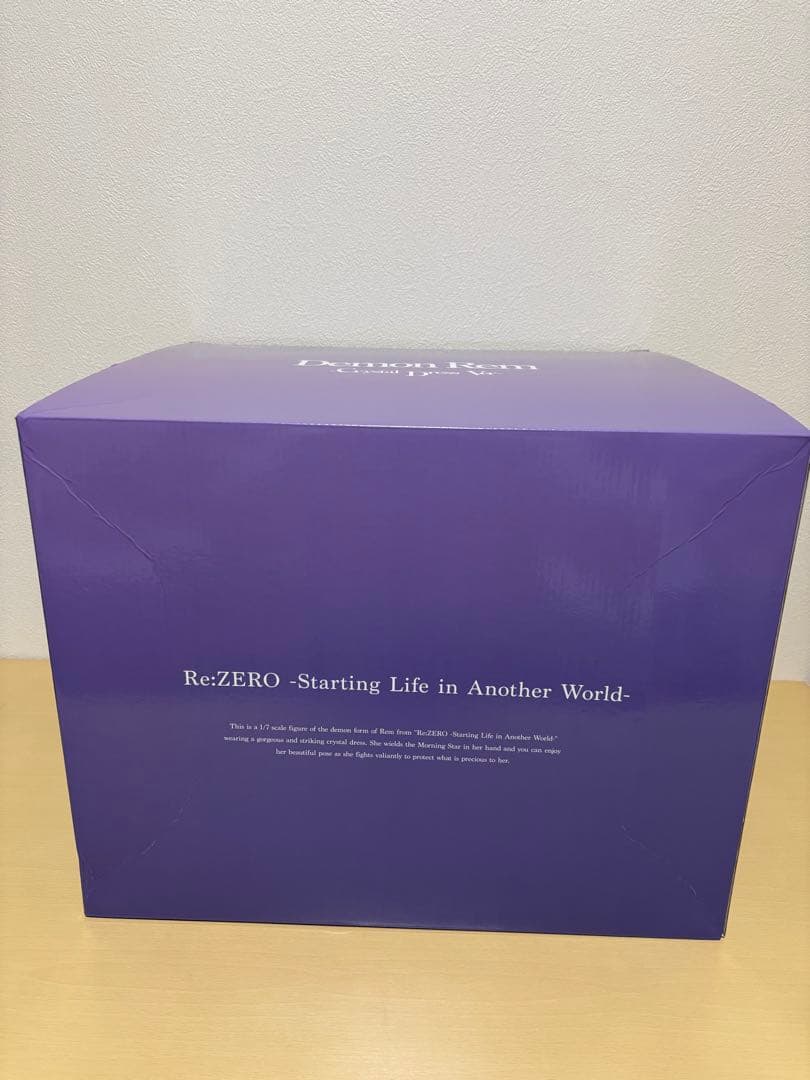 Demon Rem
-Crystal Dress Ver-
Re:ZERO -Starting Life in Another World-
This is a 1/7 scale figure of the demon form of Rem from "Re:ZERO -Starting Life in Another World-"
wearing a gorgeous and striking crystal dress. She wields the Morning Star in her hand and you can enjoy
her beautiful pose as she fights valiantly to protect what is precious to her.